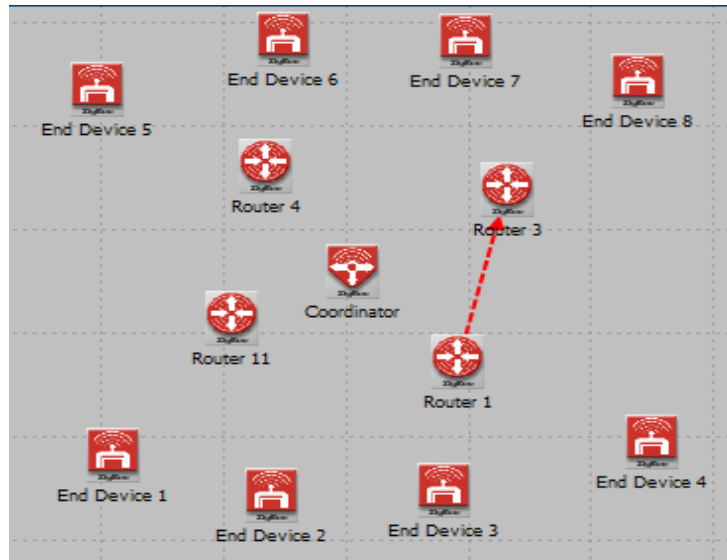 End Device 6
End Device 7
End Device 5
End Device 8
Router 4
Router 3
Coordinator
Router 11
Router 1
End Device 1
End Device 4
End Device 2
End Device 3